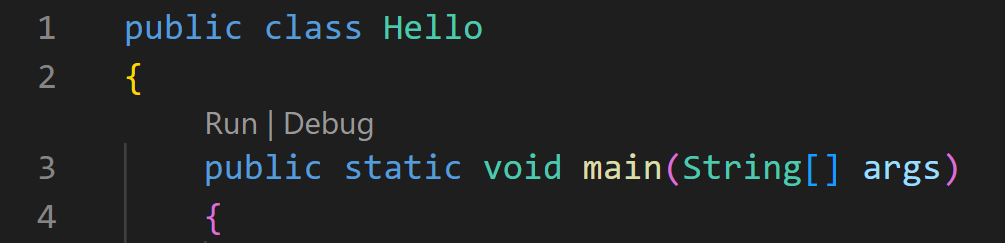 1 public class Hello
2 {
Run | Debug
3 public static void main(String[] args)
4 {